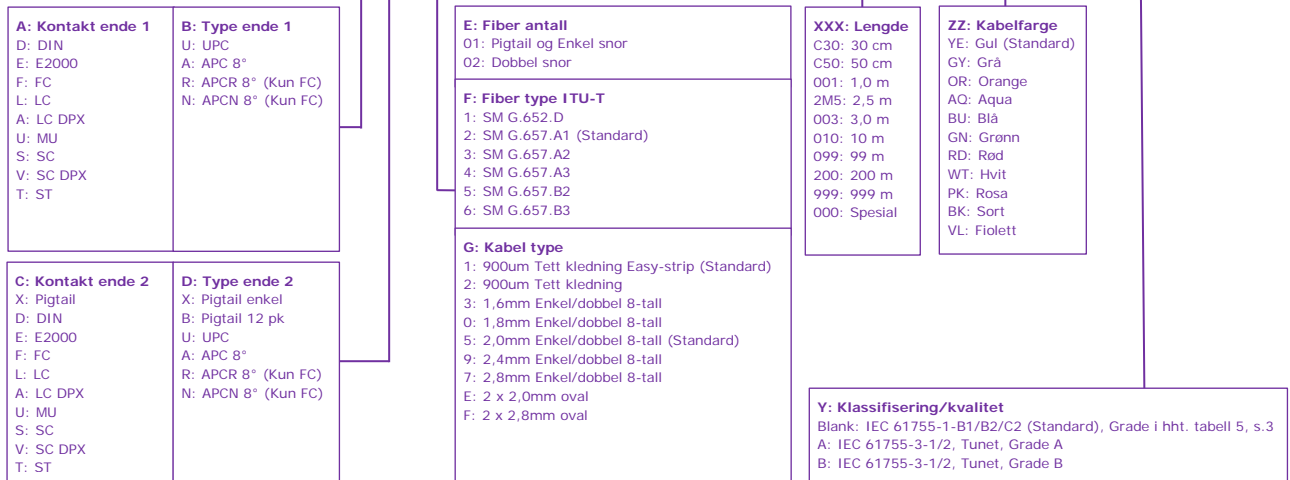 A: Kontakt ende 1
D: DIN
E: E2000
F: FC
L: LC
A: LC DPX
U: MU
S: SC
V: SC DPX
T: ST
B: Type ende 1
U: UPC
A: APC 8°
R: APCR 8° (Kun FC)
N: APCN 8° (Kun FC)
C: Kontakt ende 2
X: Pigtail
D: DIN
E: E2000
F: FC
L: LC
A: LC DPX
U: MU
S: SC
V: SC DPX
T: ST
D: Type ende 2
X: Pigtail enkel
B: Pigtail 12 pk
U: UPC
A: APC 8°
R: APCR 8° (Kun FC)
N: APCN 8° (Kun FC)
E: Fiber antall
01: Pigtail og Enkel snor
02: Dobbel snor
F: Fiber type ITU-T
1: SM G.652.D
2: SM G.657.A1 (Standard)
3: SM G.657.A2
4: SM G.657.A3
5: SM G.657.B2
6: SM G.657.B3
G: Kabel type
1: 900um Tett kledning Easy-strip (Standard)
2: 900um Tett kledning
3: 1,6mm Enkel/dobbel 8-tall
0: 1,8mm Enkel/dobbel 8-tall
5: 2,0mm Enkel/dobbel 8-tall (Standard)
9: 2,4mm Enkel/dobbel 8-tall
7: 2,8mm Enkel/dobbel 8-tall
E: 2 x 2,0mm oval
F: 2 x 2,8mm oval
XXX: Lengde
C30: 30 cm
C50: 50 cm
001: 1,0 m
2M5: 2,5 m
003: 3,0 m
010: 10 m
099: 99 m
200: 200 m
999: 999 m
000: Spesial
ZZ: Kabelfarge
YE: Gul (Standard)
GY: Grå
OR: Orange
AQ: Aqua
BU: Blå
GN: Grønn
RD: Rød
WT: Hvit
PK: Rosa
BK: Sort
VL: Fiolett
Y: Klassifisering/kvalitet
Blank: IEC 61755-1-B1/B2/C2 (Standard), Grade i hht. tabell 5, s.3
A: IEC 61755-3-1/2, Tunet, Grade A
B: IEC 61755-3-1/2, Tunet, Grade B